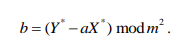 b = (Y* − aX*) mod m².